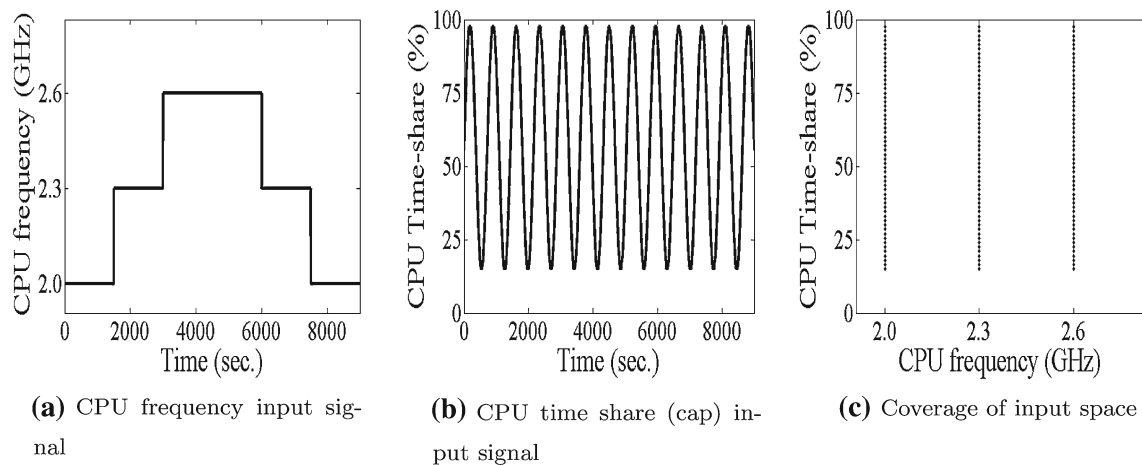 CPU frequency (GHz)
2.6
2.3
2.0
0 2000 4000 6000 8000
Time (sec.)
CPU Time-share (%)
100
75
50
25
0
0 2000 4000 6000 8000
Time (sec.)
CPU Time-share (%)
100
75
50
25
0
2.0 2.3 2.6
CPU frequency (GHz)
(a) CPU frequency input sig-
nal
(b) CPU time share (cap) in-
put signal
(c) Coverage of input space